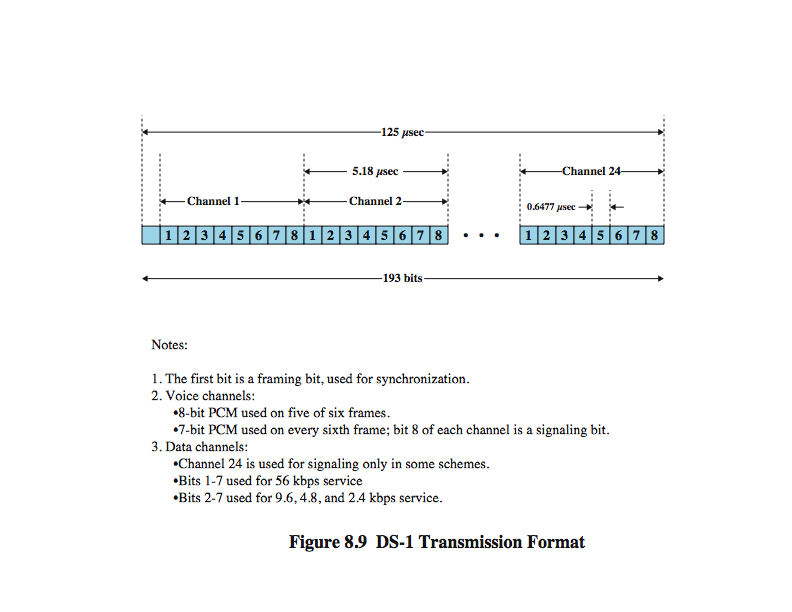 125 μsec
5.18 μsec
Channel 24
Channel 1
Channel 2
0.6477 μsec
1 2 3 4 5 6 7 8 1 2 3 4 5 6 7 8 • • • 1 2 3 4 5 6 7 8
193 bits
Notes:
1. The first bit is a framing bit, used for synchronization.
2. Voice channels:
•8-bit PCM used on five of six frames.
•7-bit PCM used on every sixth frame; bit 8 of each channel is a signaling bit.
3. Data channels:
•Channel 24 is used for signaling only in some schemes.
•Bits 1-7 used for 56 kbps service
•Bits 2-7 used for 9.6, 4.8, and 2.4 kbps service.
Figure 8.9 DS-1 Transmission Format